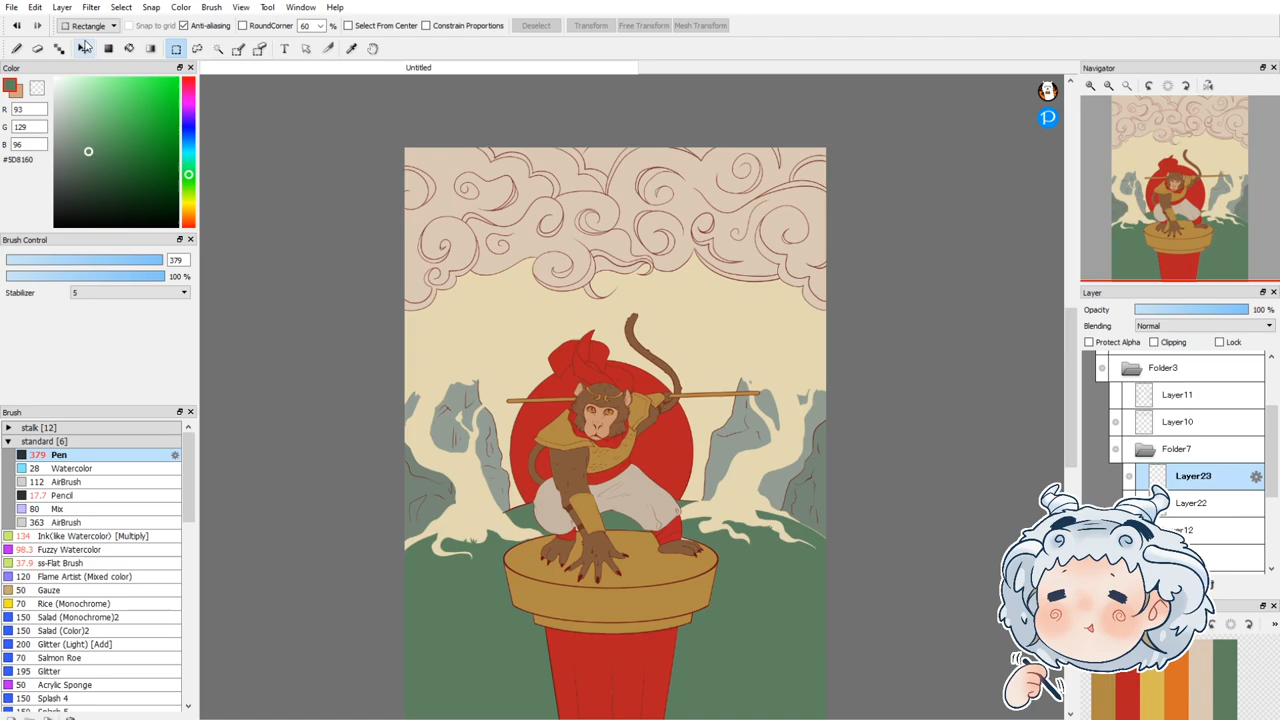 File Edit Layer Filter Select Snap Color Brush View Tool Window Help
Rectangle Snap to grid Anti-aliasing RoundCorner 60 % Select From Center Constrain Proportions Deselect Transform Free Transform Mesh Transform
Color
Untitled
Navigator
R 93
G 129
B 96
#5D8160
Brush Control
379
100 %
Stabilizer 5
Brush
stalk [12]
standard [6]
379 Pen
28 Watercolor
112 AirBrush
17.7 Pencil
80 Mix
363 AirBrush
134 Ink(like Watercolor) [Multiply]
98.3 Fuzzy Watercolor
37.9 ss-Flat Brush
120 Flame Artist (Mixed color)
50 Gauze
70 Rice (Monochrome)
150 Salad (Monochrome)2
150 Salad (Color)2
200 Glitter (Light) [Add]
70 Salmon Roe
150 Glitter Dust
195 Glitter
50 Acrylic Sponge
150 Splash 4
Layer
Opacity 100 %
Blending Normal
Protect Alpha Clipping Lock
Folder3
Layer11
Layer10
Folder7
Layer23
Layer22